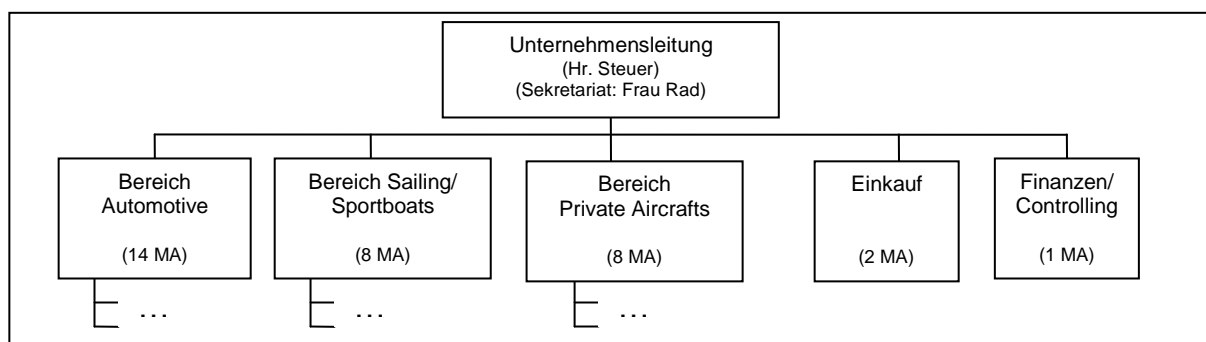 Unternehmensleitung
(Hr. Steuer)
(Sekretariat: Frau Rad)
Bereich
Automotive
(14 MA)
Bereich Sailing/
Sportboats
(8 MA)
Bereich
Private Aircrafts
(8 MA)
Einkauf
(2 MA)
Finanzen/
Controlling
(1 MA)
...
...
...